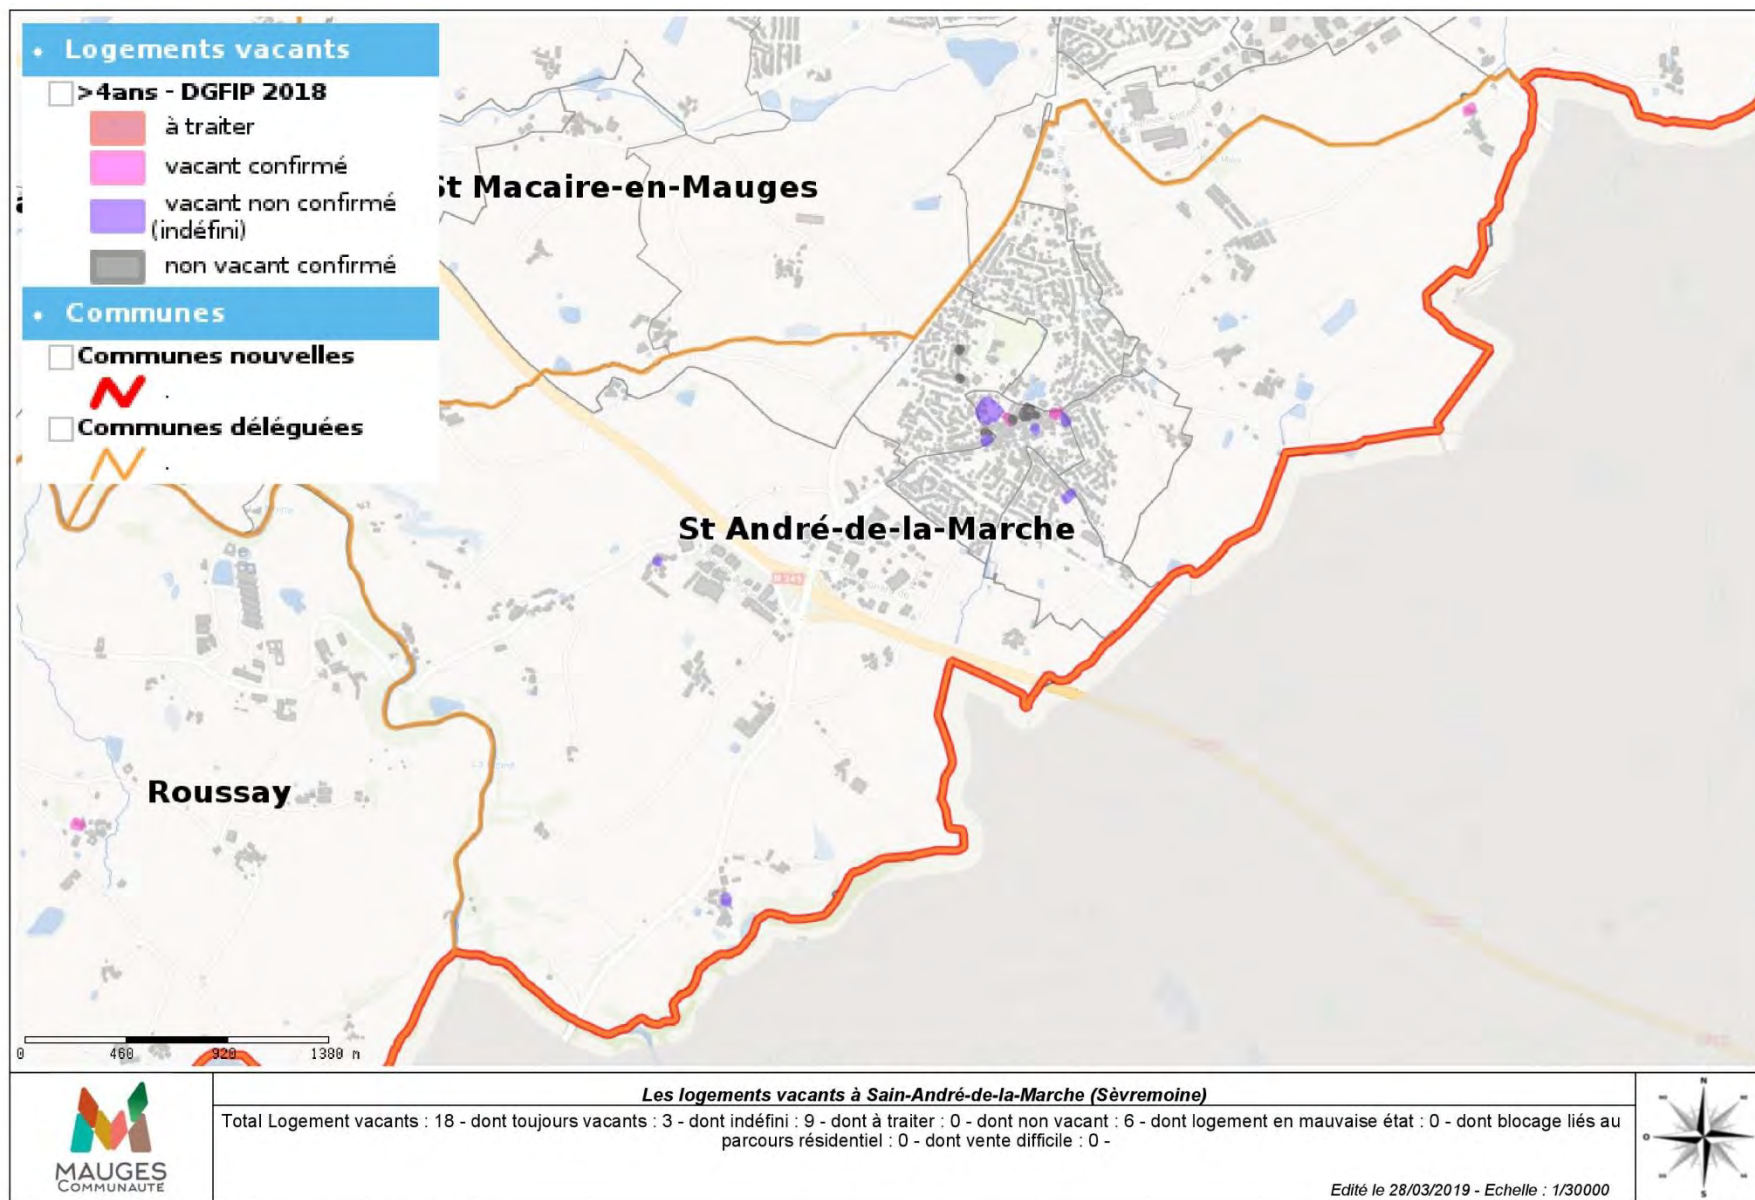 Logements vacants
>4ans - DGFIP 2018
à traiter
vacant confirmé
vacant non confirmé
(indéfini)
non vacant confirmé
Communes
Communes nouvelles
.
Communes déléguées
.
St Macaire-en-Mauges
St André-de-la-Marche
N 249
Roussay
0 460 920 1380 m
MAUGES
COMMUNAUTÉ
Les logements vacants à Sain-André-de-la-Marche (Sèvremoine)
Total Logement vacants : 18 - dont toujours vacants : 3 - dont indéfini : 9 - dont à traiter : 0 - dont non vacant : 6 - dont logement en mauvaise état : 0 - dont blocage liés au
parcours résidentiel : 0 - dont vente difficile : 0 -
N
O
E
S
Edité le 28/03/2019 - Echelle : 1/30000